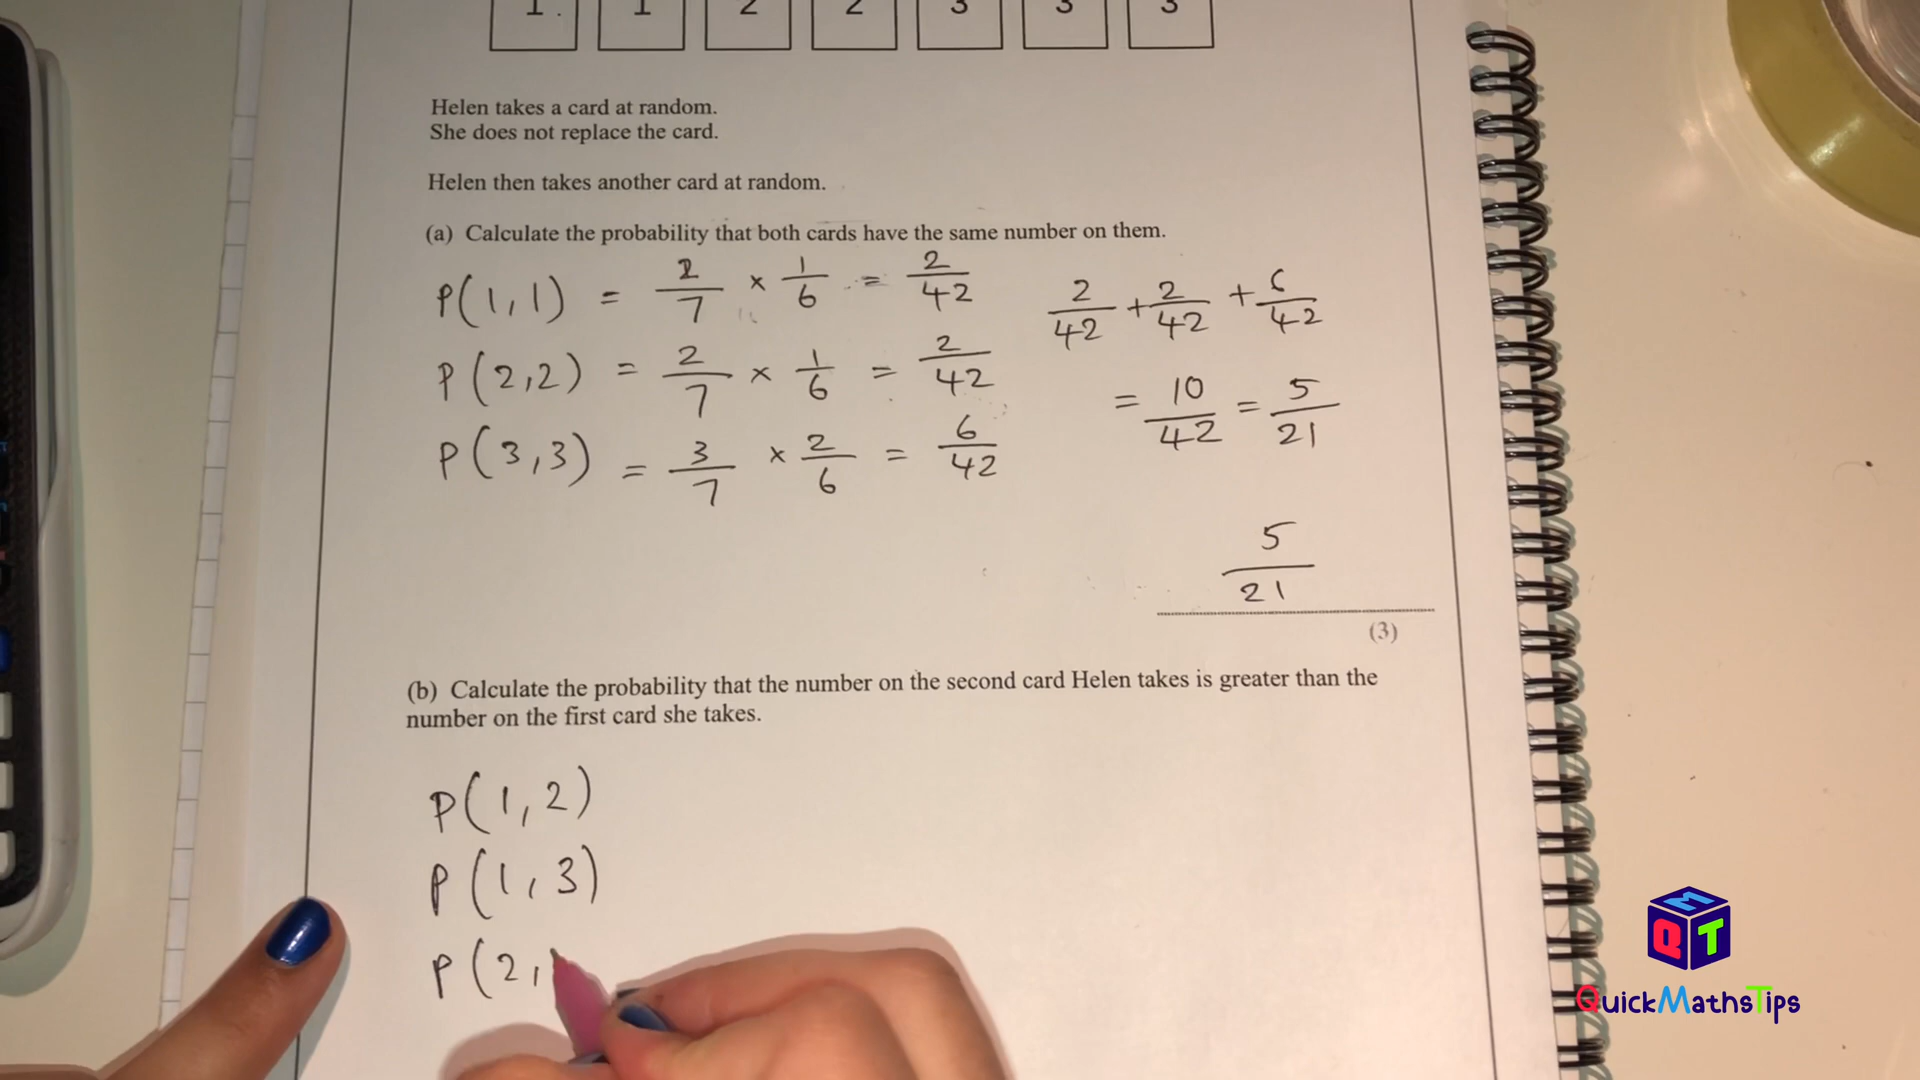 1 1 2 2 3 3 3
Helen takes a card at random.
She does not replace the card.
Helen then takes another card at random.
(a) Calculate the probability that both cards have the same number on them.
P(1,1) = 2/7 × 1/6 = 2/42
P(2,2) = 2/7 × 1/6 = 2/42
P(3,3) = 3/7 × 2/6 = 6/42
2/42 + 2/42 + 6/42
= 10/42 = 5/21
5/21
(3)
(b) Calculate the probability that the number on the second card Helen takes is greater than the
number on the first card she takes.
P(1,2)
P(1,3)
P(2,
M
Q T
QuickMathsTips